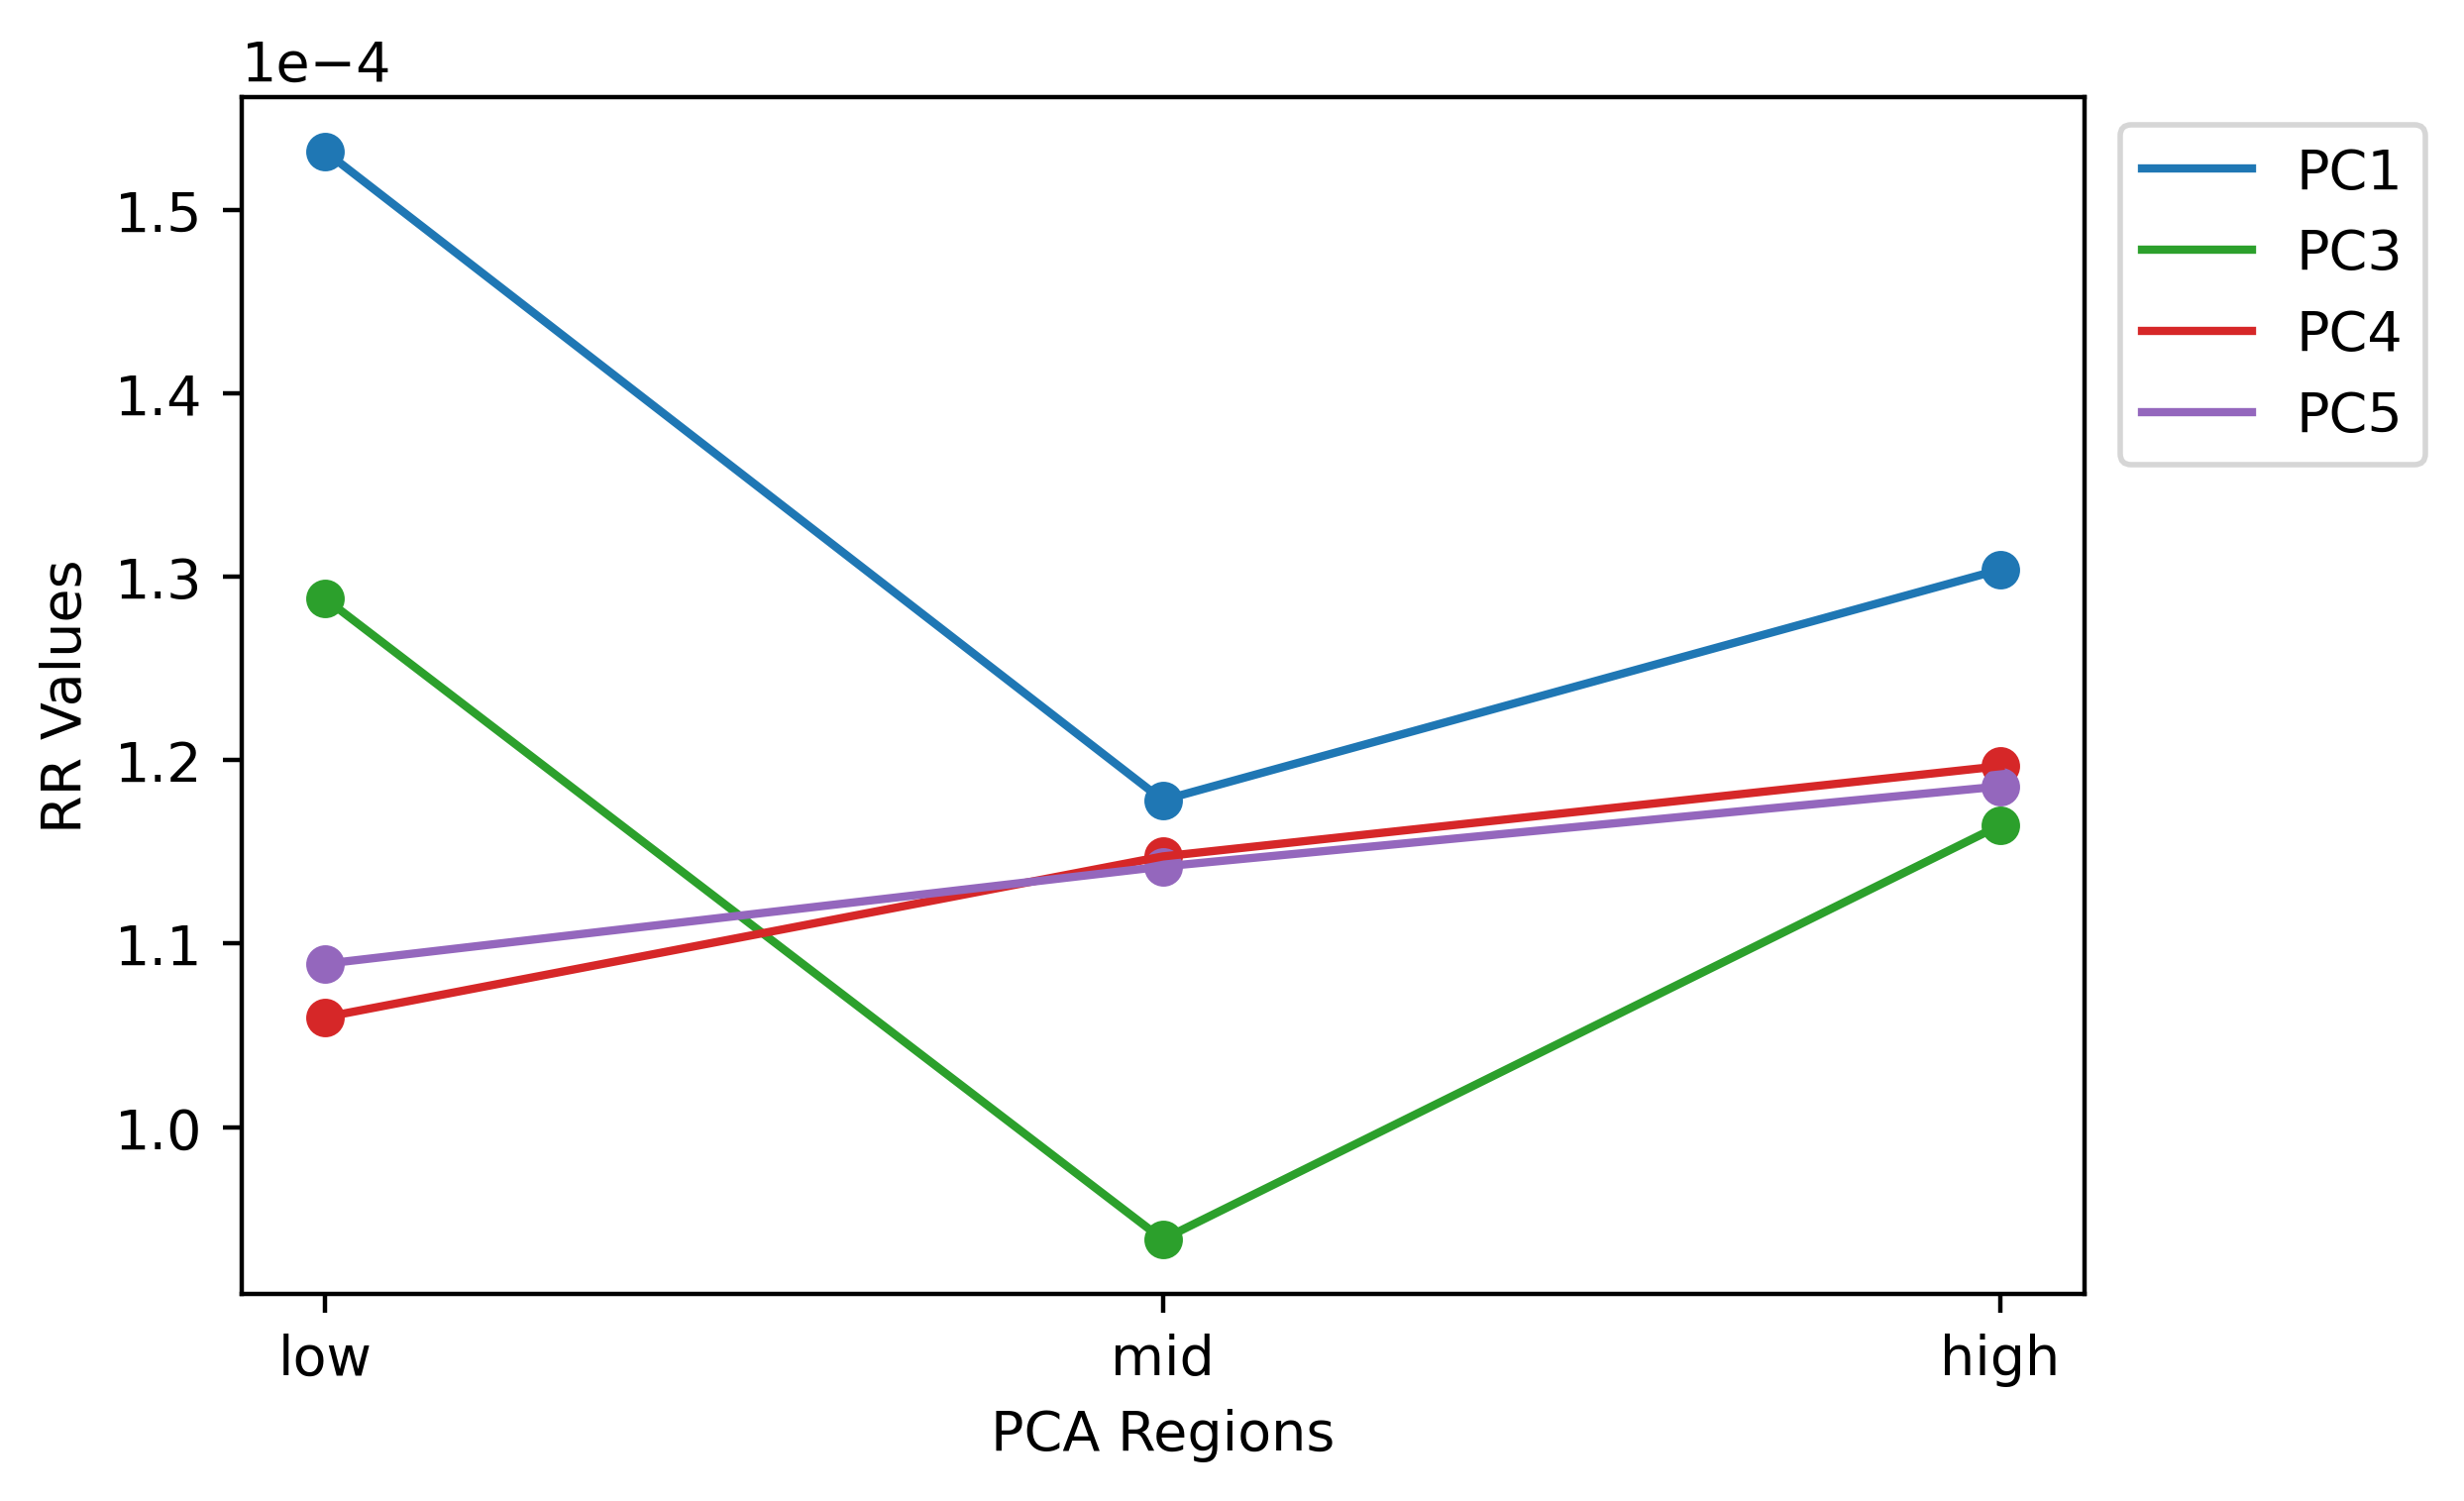 1e−4
1.5
1.4
1.3
1.2
1.1
1.0
RR Values
low
mid
high
PCA Regions
PC1
PC3
PC4
PC5